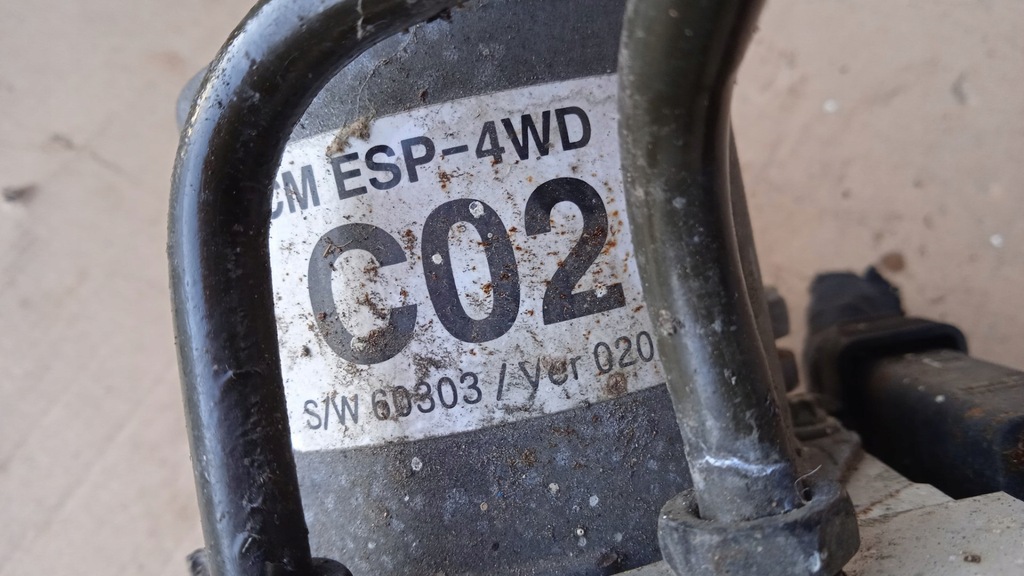 CM ESP-4WD
C02
S/W 60303 / Ver 020